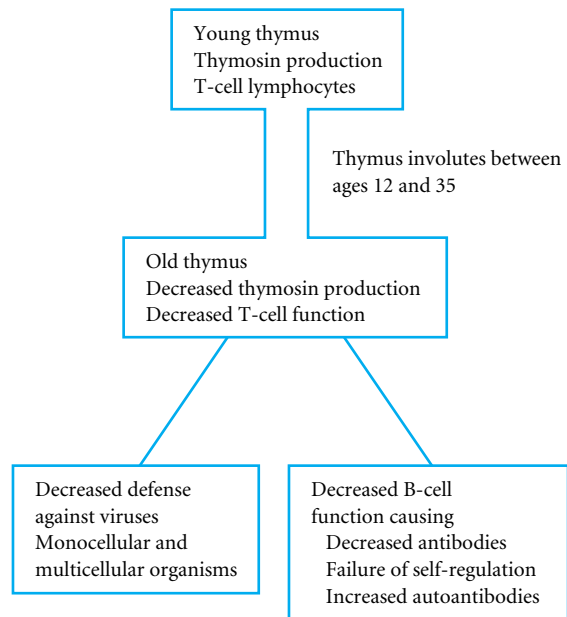 Young thymus
Thymosin production
T-cell lymphocytes
Thymus involutes between
ages 12 and 35
Old thymus
Decreased thymosin production
Decreased T-cell function
Decreased defense
against viruses
Monocellular and
multicellular organisms
Decreased B-cell
function causing
Decreased antibodies
Failure of self-regulation
Increased autoantibodies